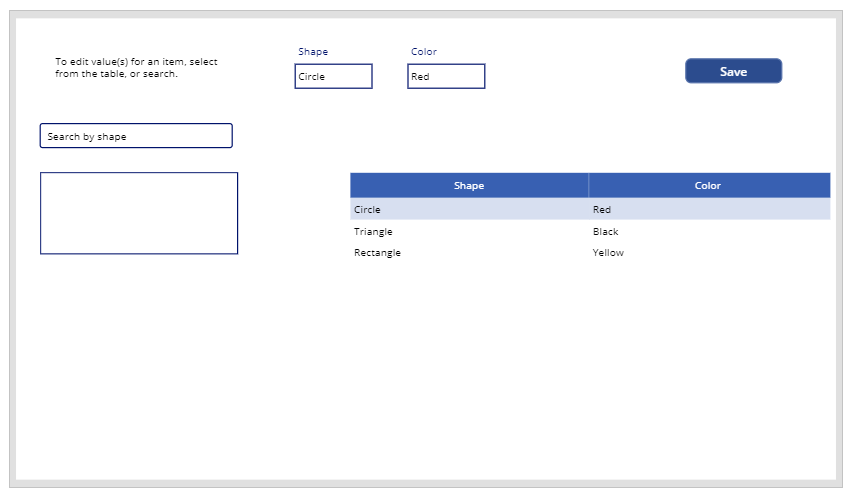 To edit value(s) for an item, select
from the table, or search.
Shape
Color
Circle
Red
Save
Search by shape
Shape
Color
Circle
Red
Triangle
Black
Rectangle
Yellow